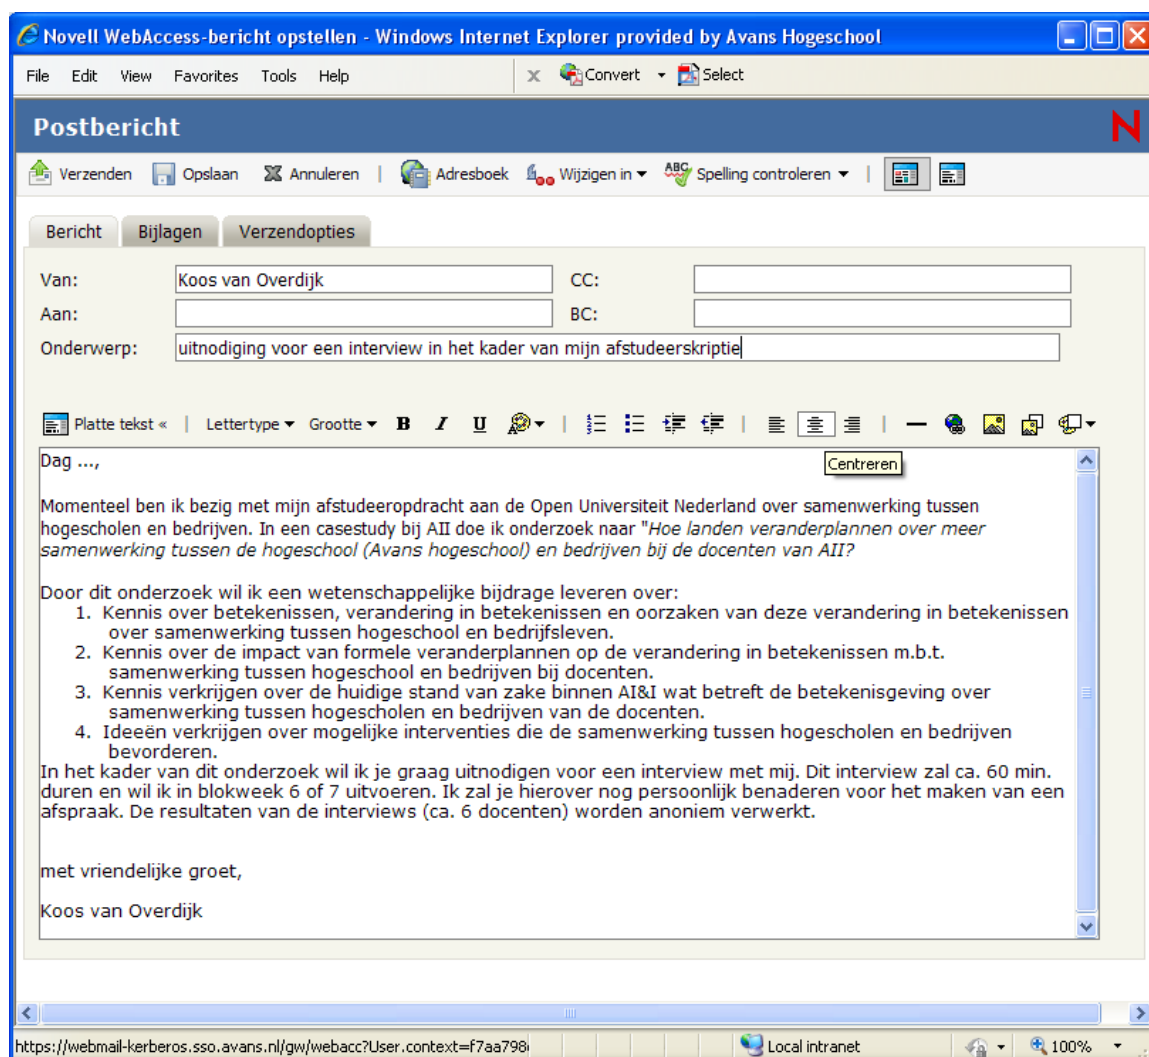 Novell WebAccess-bericht opstellen - Windows Internet Explorer provided by Avans Hogeschool
File Edit View Favorites Tools Help x Convert Select
Postbericht N
Verzenden Opslaan Annuleren | Adresboek Wijzigen in Spelling controleren |
Bericht Bijlagen Verzendopties
Van: Koos van Overdijk CC:
Aan: BC:
Onderwerp: uitnodiging voor een interview in het kader van mijn afstudeerskriptie
Platte tekst « | Lettertype Grootte B I U
Centreren
Dag ...,
Momenteel ben ik bezig met mijn afstudeeropdracht aan de Open Universiteit Nederland over samenwerking tussen
hogescholen en bedrijven. In een casestudy bij AII doe ik onderzoek naar "Hoe landen veranderplannen over meer
samenwerking tussen de hogeschool (Avans hogeschool) en bedrijven bij de docenten van AII?
Door dit onderzoek wil ik een wetenschappelijke bijdrage leveren over:
1. Kennis over betekenissen, verandering in betekenissen en oorzaken van deze verandering in betekenissen
over samenwerking tussen hogeschool en bedrijfsleven.
2. Kennis over de impact van formele veranderplannen op de verandering in betekenissen m.b.t.
samenwerking tussen hogeschool en bedrijven bij docenten.
3. Kennis verkrijgen over de huidige stand van zake binnen AI&I wat betreft de betekenisgeving over
samenwerking tussen hogescholen en bedrijven van de docenten.
4. Ideeën verkrijgen over mogelijke interventies die de samenwerking tussen hogescholen en bedrijven
bevorderen.
In het kader van dit onderzoek wil ik je graag uitnodigen voor een interview met mij. Dit interview zal ca. 60 min.
duren en wil ik in blokweek 6 of 7 uitvoeren. Ik zal je hierover nog persoonlijk benaderen voor het maken van een
afspraak. De resultaten van de interviews (ca. 6 docenten) worden anoniem verwerkt.
met vriendelijke groet,
Koos van Overdijk
https://webmail-kerberos.sso.avans.nl/gw/webacc?User.context=f7aa798 Local intranet 100%